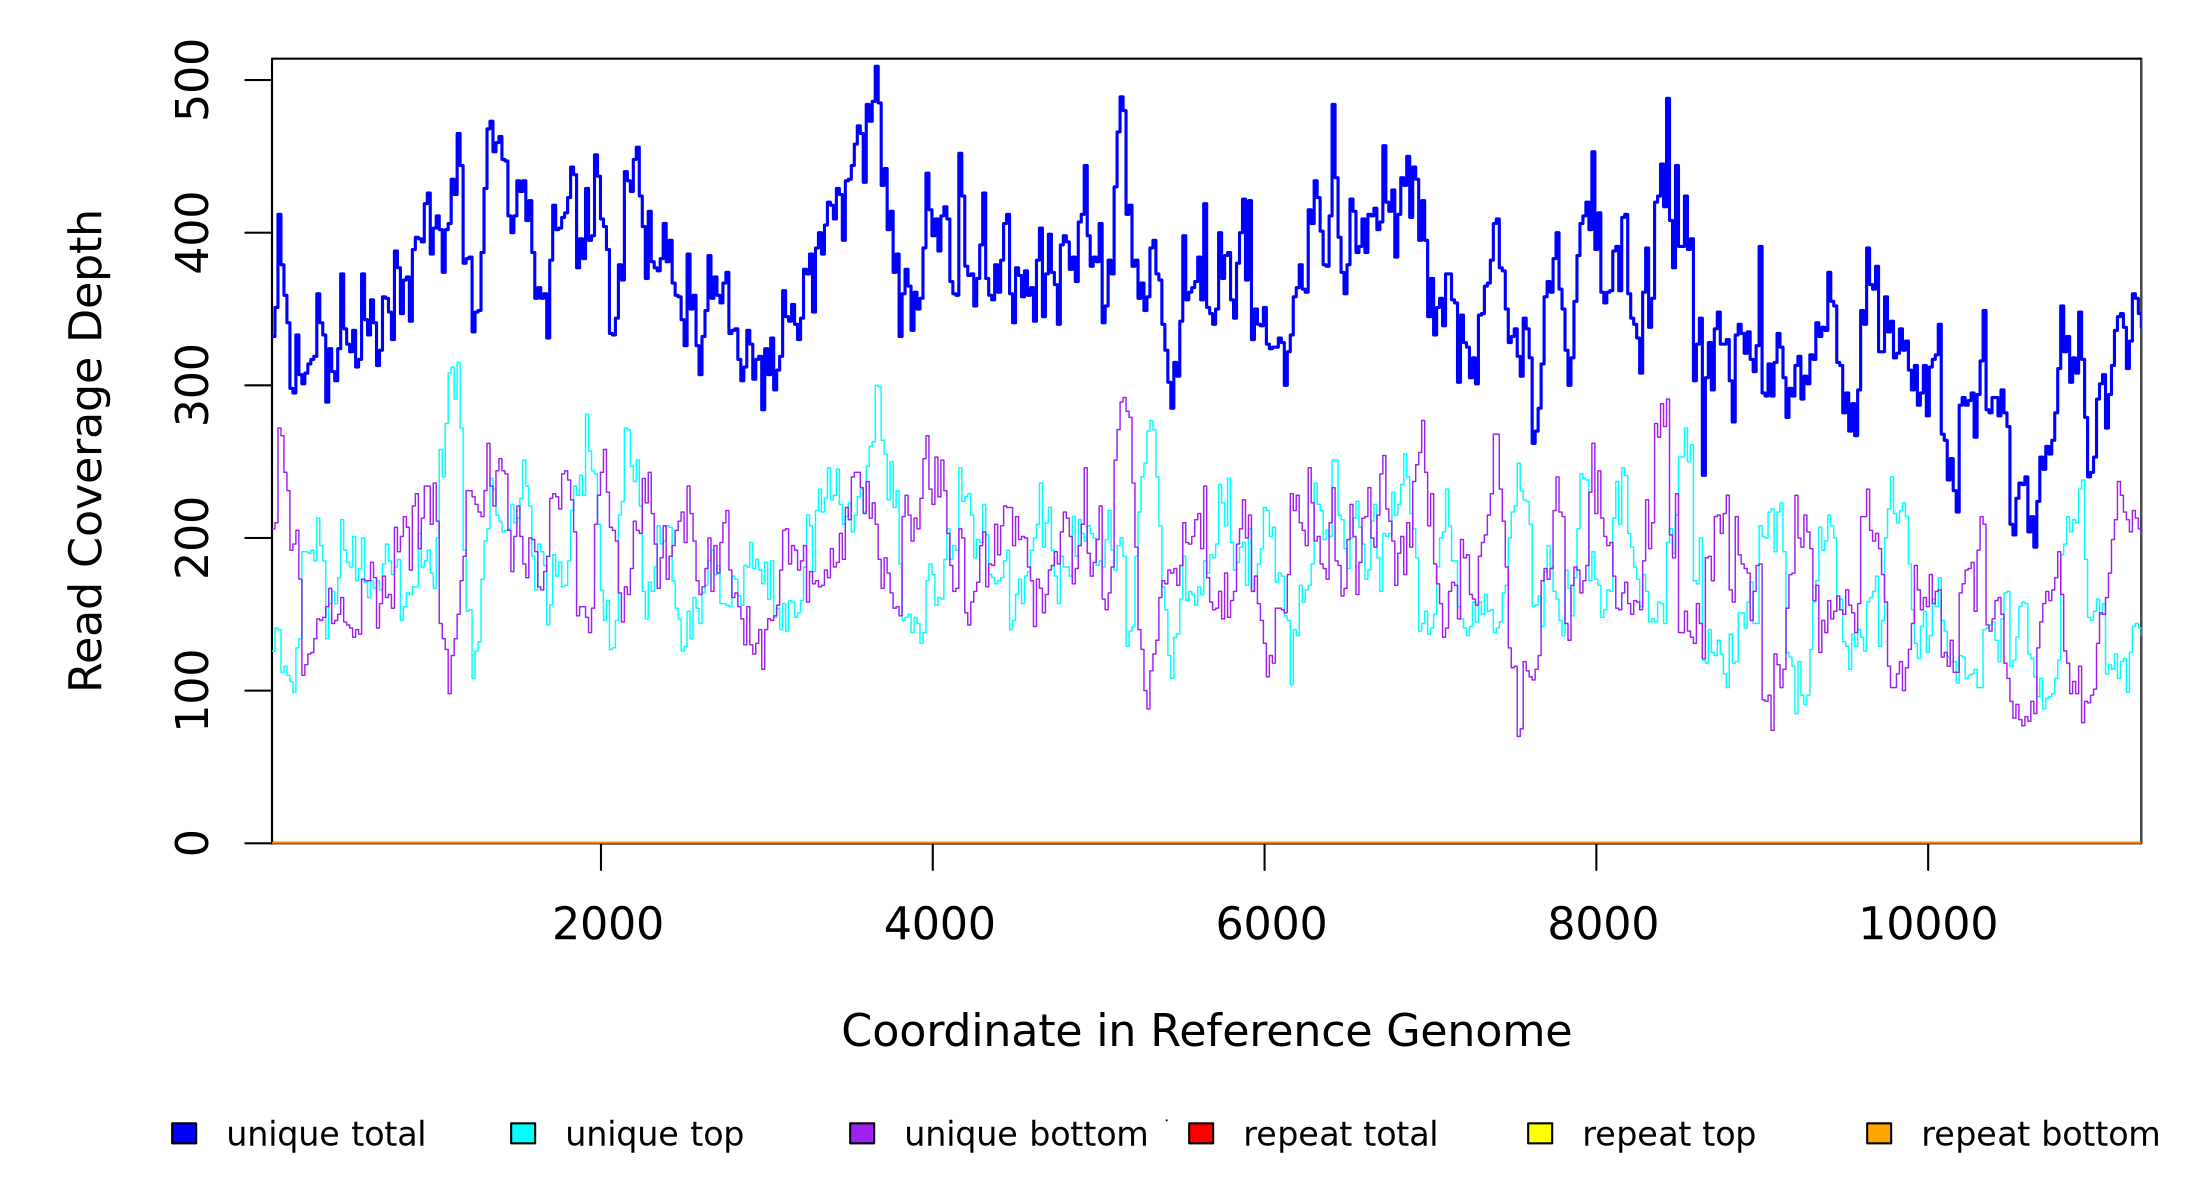 500
400
300
200
100
0
Read Coverage Depth
2000 4000 6000 8000 10000
Coordinate in Reference Genome
unique total unique top unique bottom repeat total repeat top repeat bottom